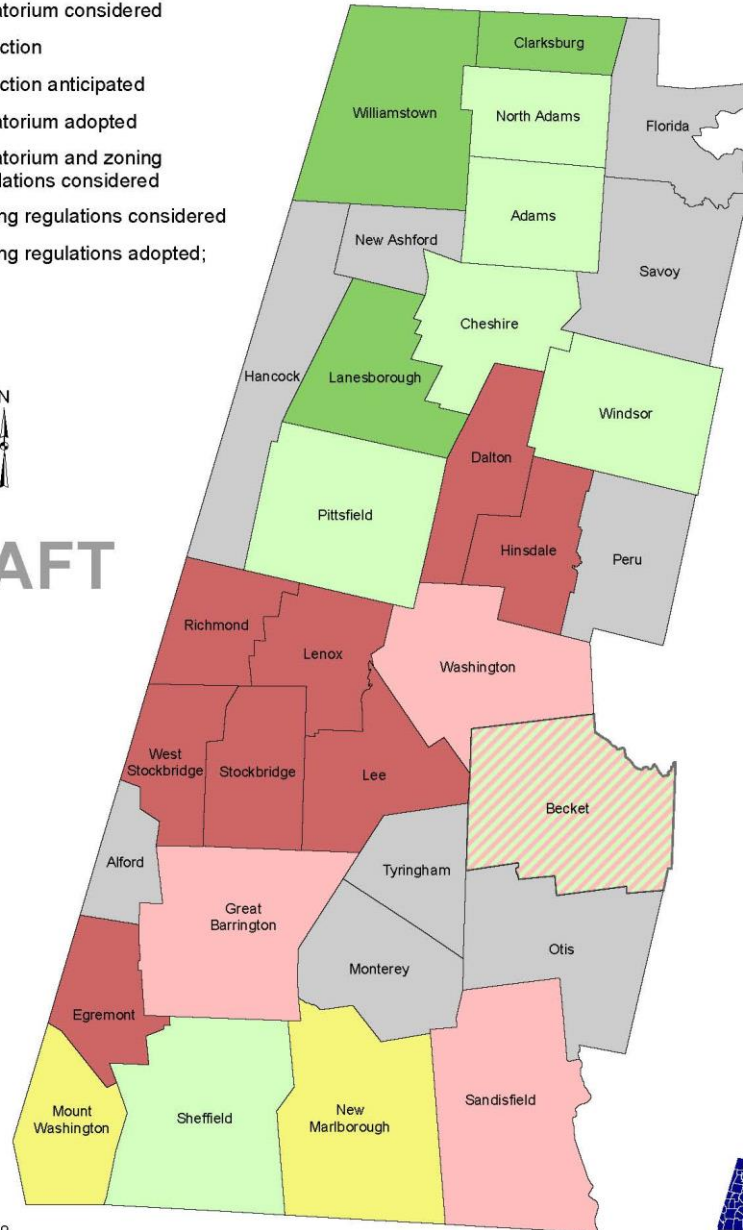 atorium considered
ction
ction anticipated
atorium adopted
atorium and zoning
lations considered
ng regulations considered
ng regulations adopted;
N
AFT
Clarksburg
Williamstown
North Adams
Florida
Adams
New Ashford
Savoy
Cheshire
Hancock
Lanesborough
Windsor
Dalton
Pittsfield
Hinsdale
Peru
Richmond
Lenox
Washington
West
Stockbridge
Stockbridge
Lee
Becket
Alford
Tyringham
Great
Barrington
Otis
Monterey
Egremont
Sandisfield
Mount
Washington
Sheffield
New
Marlborough